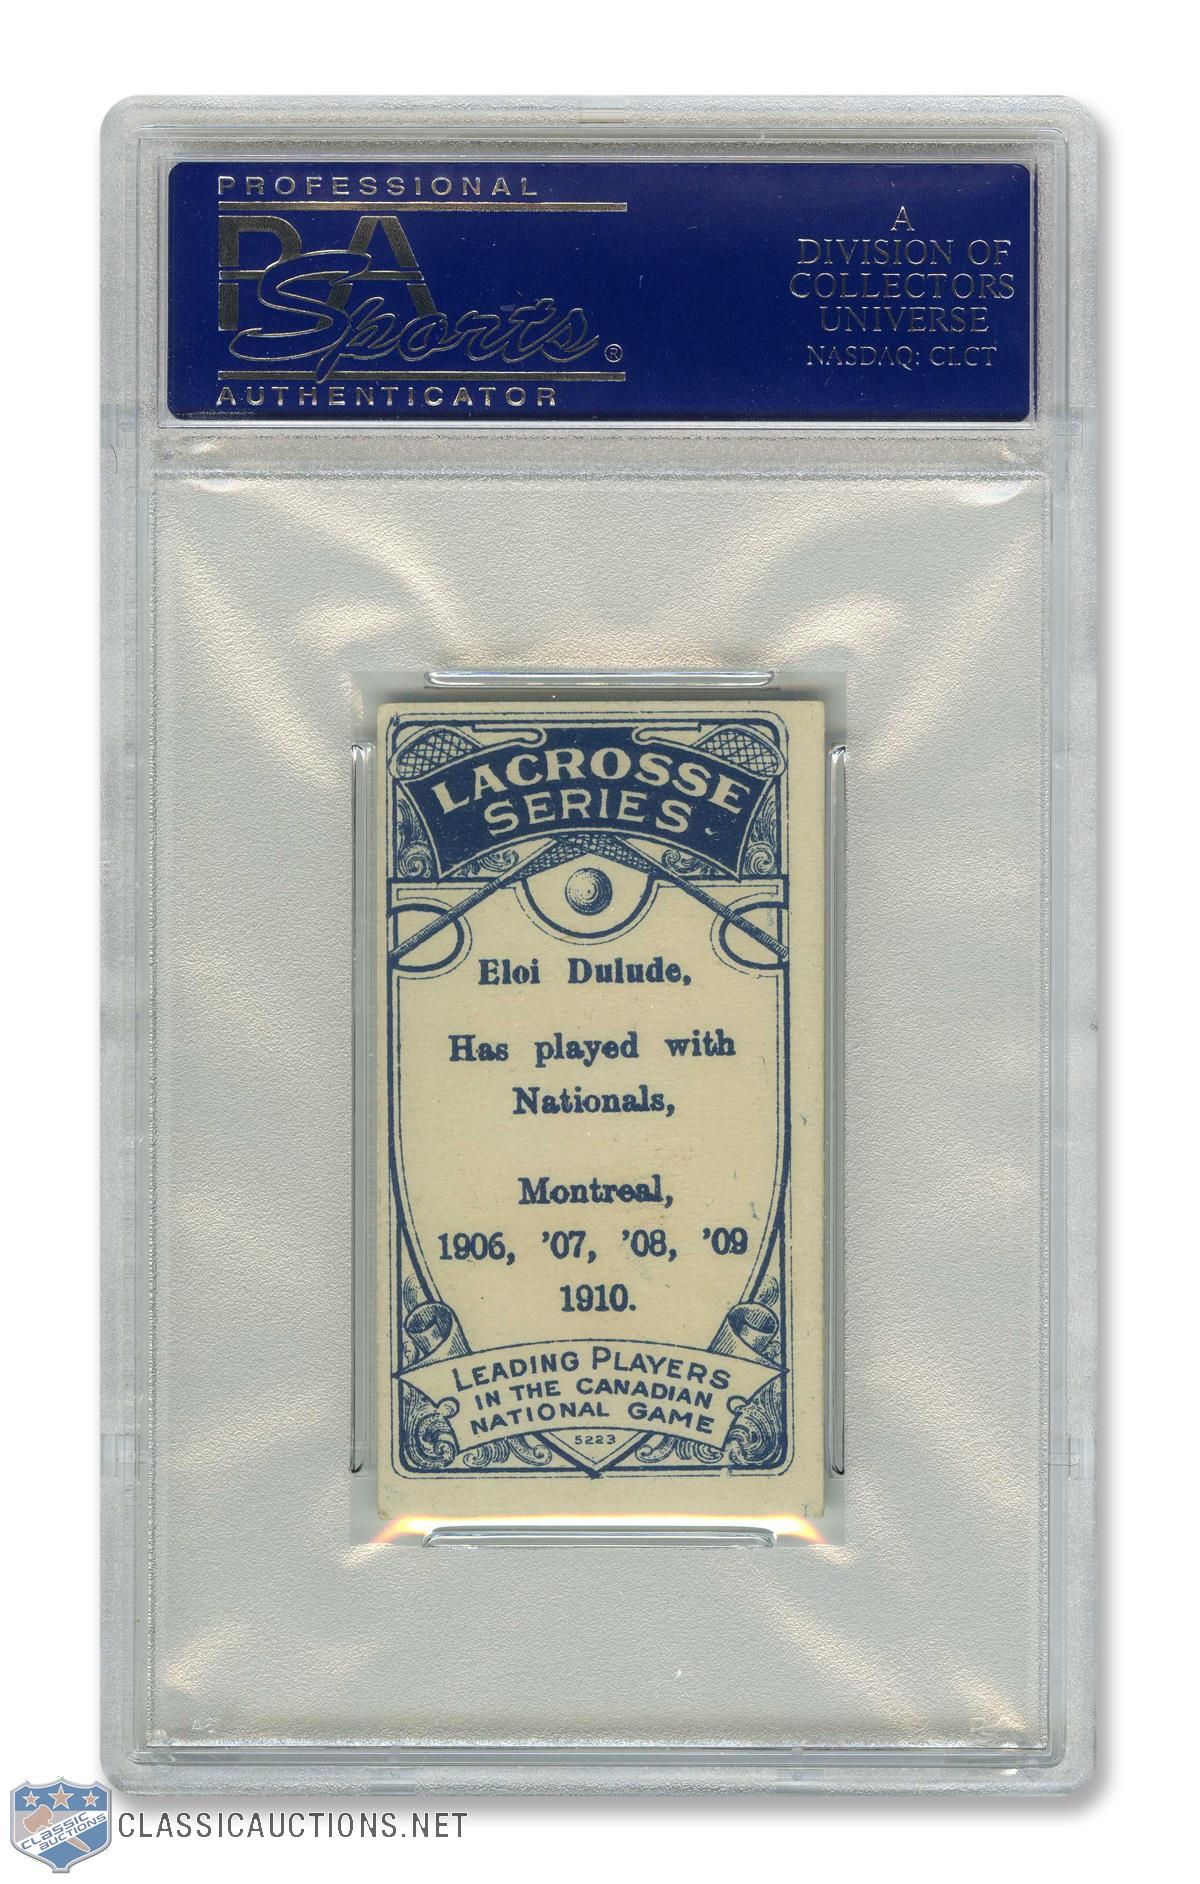 PROFESSIONAL
PSA
Sports®
AUTHENTICATOR
A
DIVISION OF
COLLECTORS
UNIVERSE
NASDAQ: CLCT
LACROSSE
SERIES
Eloi Dulude,
Has played with
Nationals,
Montreal,
1906, '07, '08, '09
1910.
LEADING PLAYERS
IN THE CANADIAN
NATIONAL GAME
5223
CLASSIC
AUCTIONS
CLASSICAUCTIONS.NET